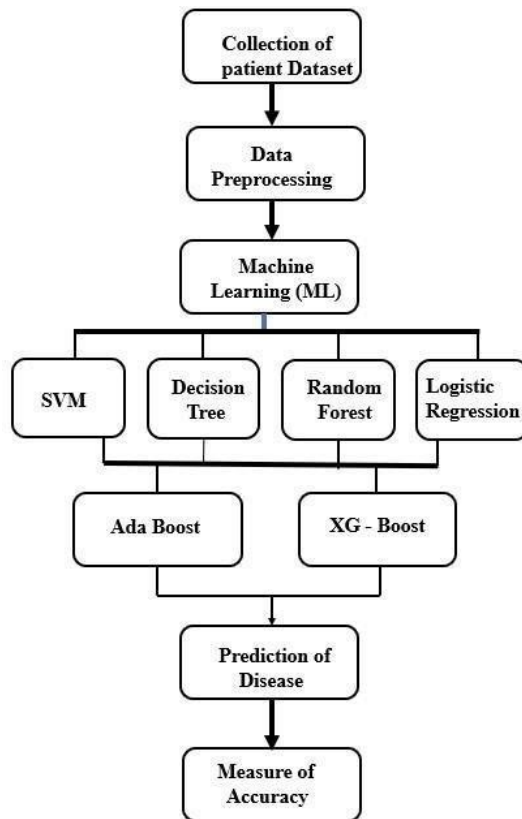 Collection of
patient Dataset
Data
Preprocessing
Machine
Learning (ML)
SVM
Decision
Tree
Random
Forest
Logistic
Regression
Ada Boost
XG - Boost
Prediction of
Disease
Measure of
Accuracy